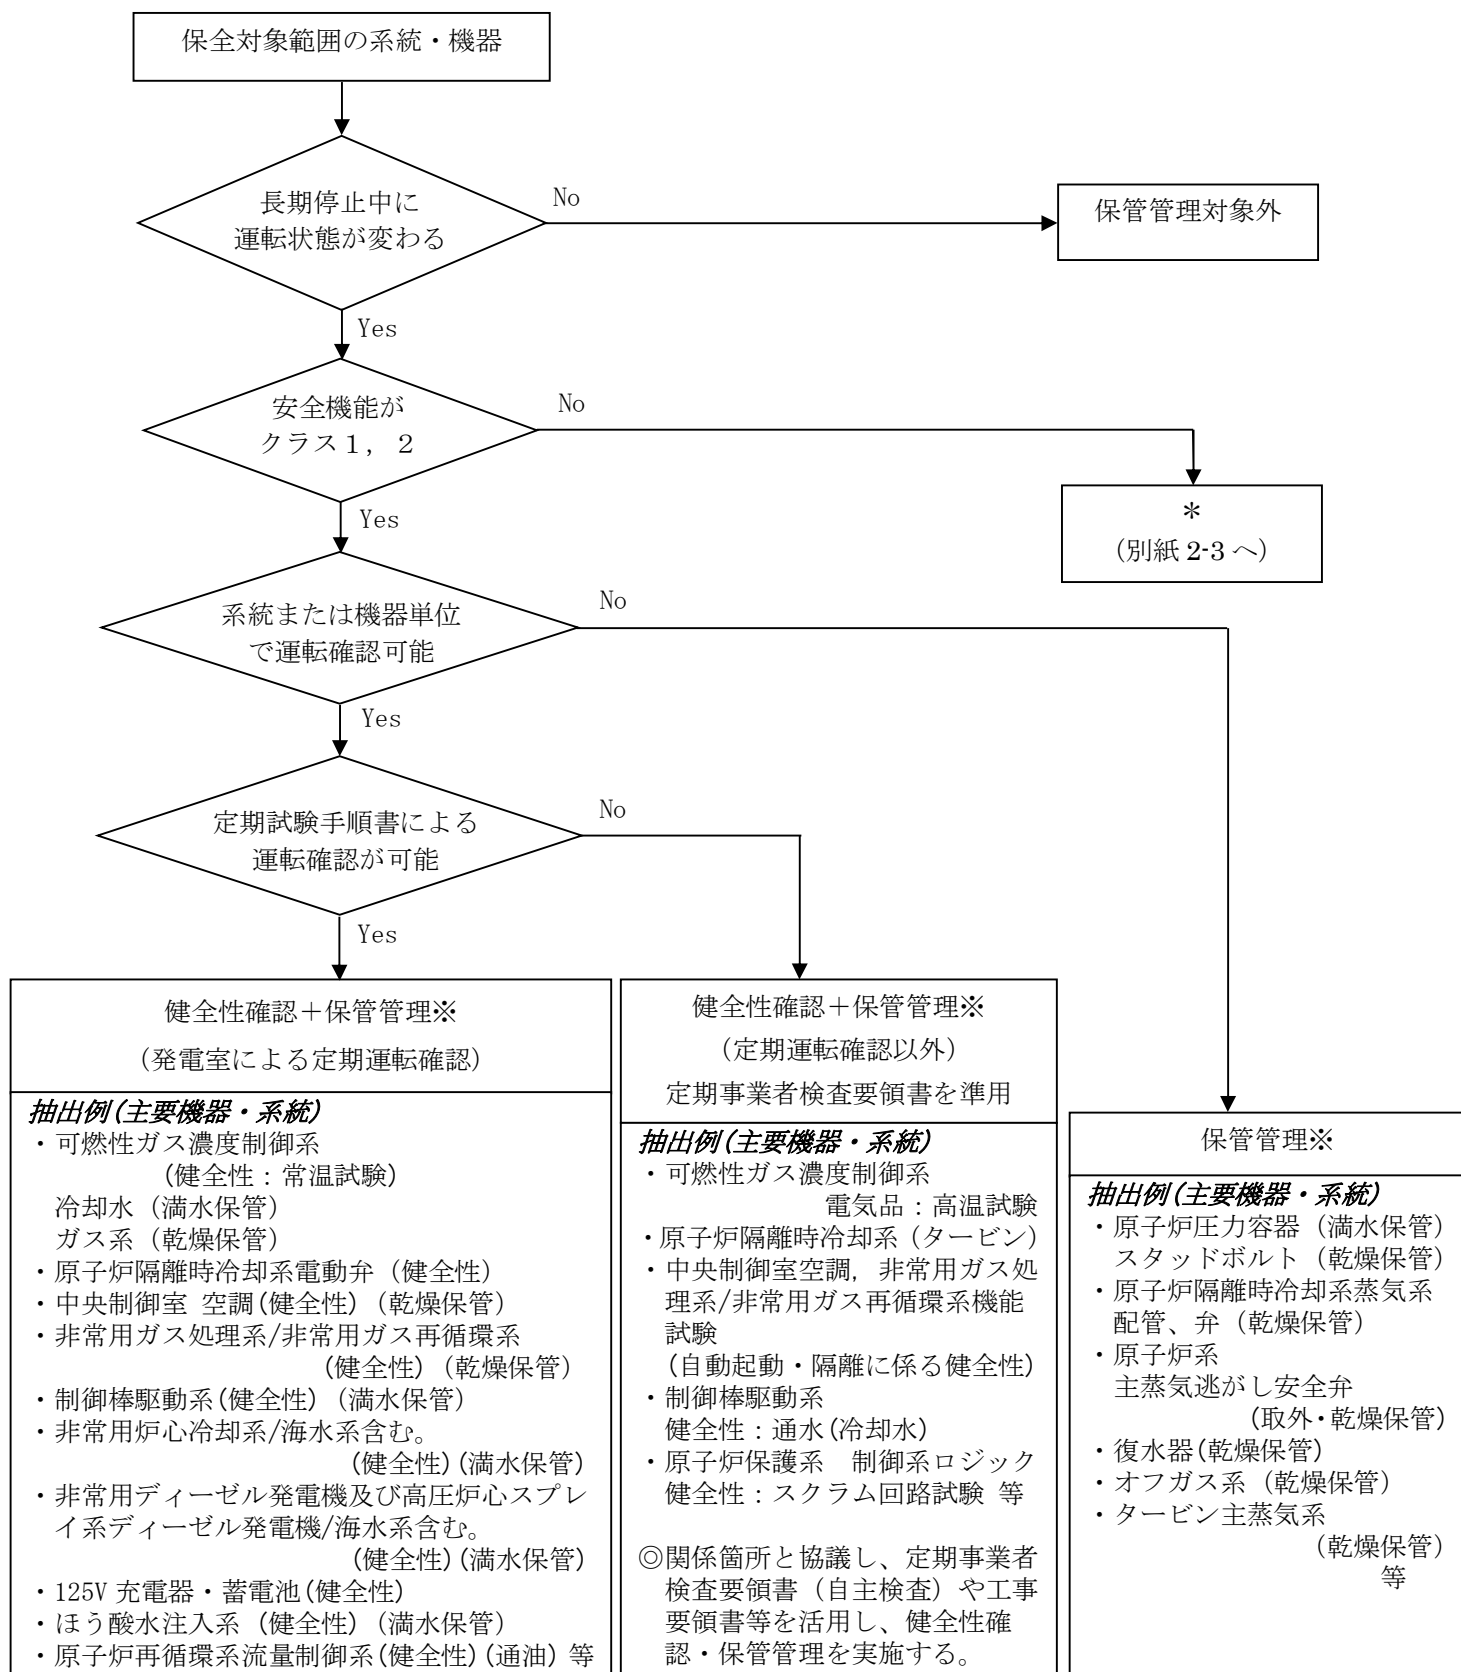 保全対象範囲の系統・機器
長期停止中に
運転状態が変わる
No
保管管理対象外
Yes
安全機能が
クラス１，２
No
＊
（別紙 2-3 へ）
Yes
系統または機器単位
で運転確認可能
No
Yes
定期試験手順書による
運転確認が可能
No
Yes
健全性確認＋保管管理※
（発電室による定期運転確認）
抽出例(主要機器・系統)
・可燃性ガス濃度制御系
（健全性：常温試験）
冷却水（満水保管）
ガス系（乾燥保管）
・原子炉隔離時冷却系電動弁（健全性）
・中央制御室 空調(健全性)（乾燥保管）
・非常用ガス処理系/非常用ガス再循環系
（健全性）（乾燥保管）
・制御棒駆動系(健全性)（満水保管）
・非常用炉心冷却系/海水系含む。
(健全性)(満水保管)
・非常用ディーゼル発電機及び高圧炉心スプレ
イ系ディーゼル発電機/海水系含む。
(健全性)(満水保管)
・125V 充電器・蓄電池(健全性)
・ほう酸水注入系（健全性）（満水保管）
・原子炉再循環系流量制御系(健全性)(通油）等
健全性確認＋保管管理※
（定期運転確認以外）
定期事業者検査要領書を準用
抽出例(主要機器・系統)
・可燃性ガス濃度制御系
電気品：高温試験
・原子炉隔離時冷却系（タービン）
・中央制御室空調，非常用ガス処
理系/非常用ガス再循環系機能
試験
（自動起動・隔離に係る健全性）
・制御棒駆動系
健全性：通水(冷却水）
・原子炉保護系　制御系ロジック
健全性：スクラム回路試験 等
◎関係箇所と協議し、定期事業者
検査要領書（自主検査）や工事
要領書等を活用し、健全性確
認・保管管理を実施する。
保管管理※
抽出例(主要機器・系統)
・原子炉圧力容器（満水保管）
スタッドボルト（乾燥保管）
・原子炉隔離時冷却系蒸気系
配管、弁（乾燥保管）
・原子炉系
主蒸気逃がし安全弁
（取外・乾燥保管）
・復水器(乾燥保管）
・オフガス系（乾燥保管）
・タービン主蒸気系
（乾燥保管）
等